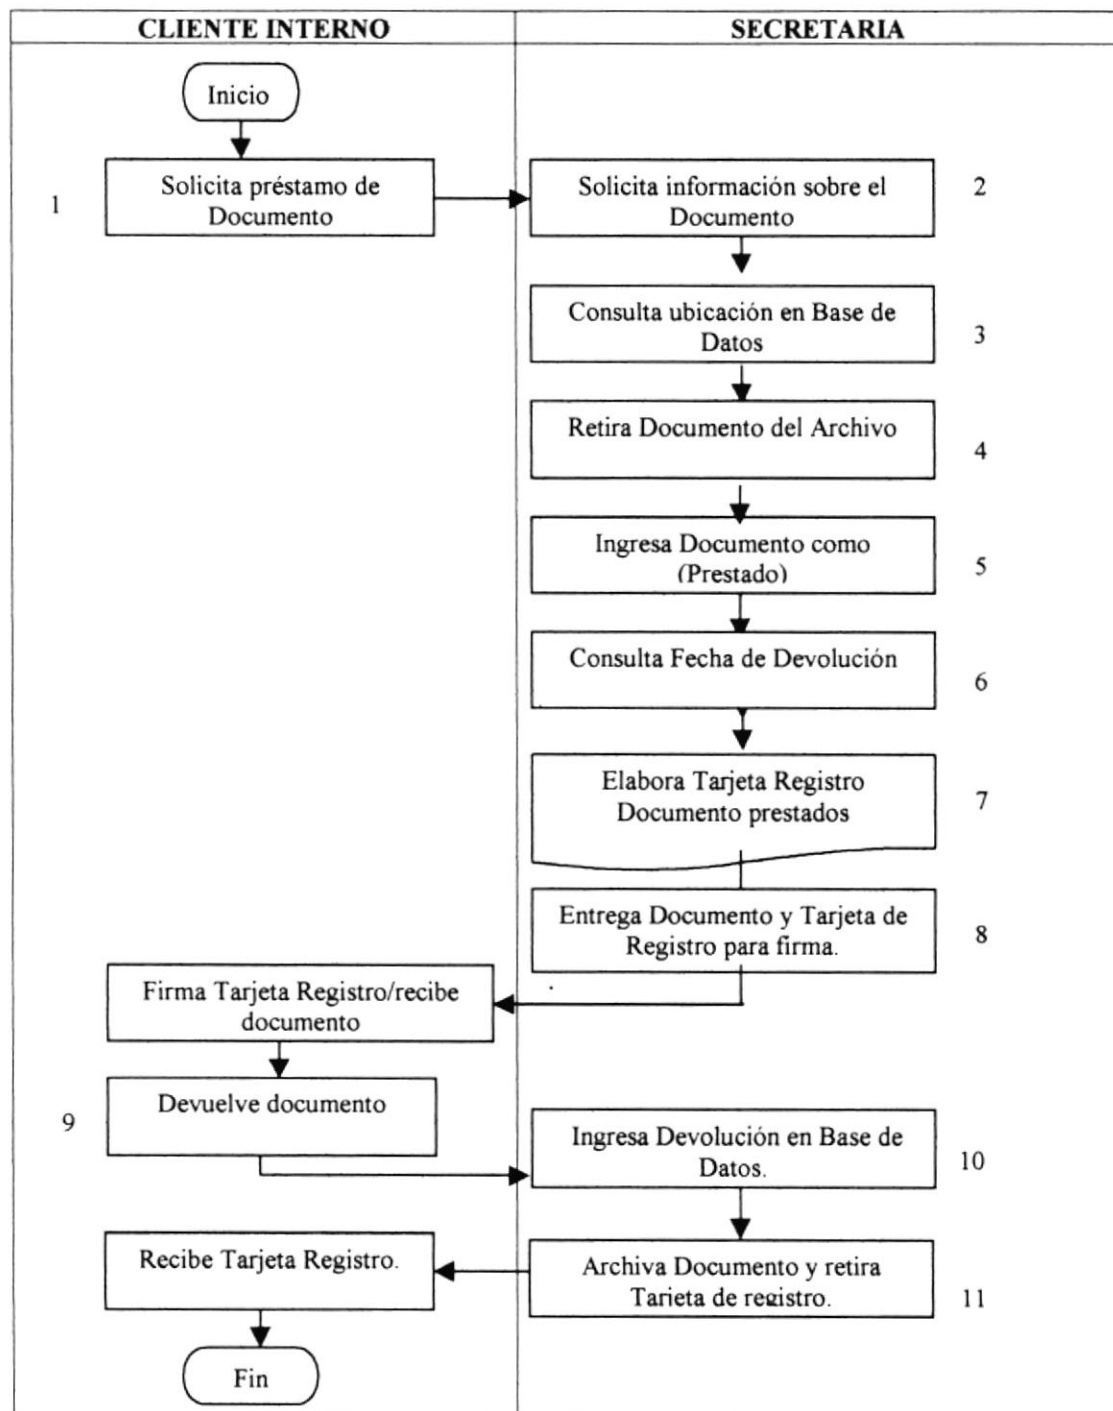 CLIENTE INTERNO
SECRETARIA
Inicio
1
Solicita préstamo de
Documento
Solicita información sobre el
Documento
2
Consulta ubicación en Base de
Datos
3
Retira Documento del Archivo
4
Ingresa Documento como
(Prestado)
5
Consulta Fecha de Devolución
6
Elabora Tarjeta Registro
Documento prestados
7
Entrega Documento y Tarjeta de
Registro para firma.
8
Firma Tarjeta Registro/recibe
documento
9
Devuelve documento
Ingresa Devolución en Base de
Datos.
10
Archiva Documento y retira
Tarjeta de registro.
11
Recibe Tarjeta Registro.
Fin